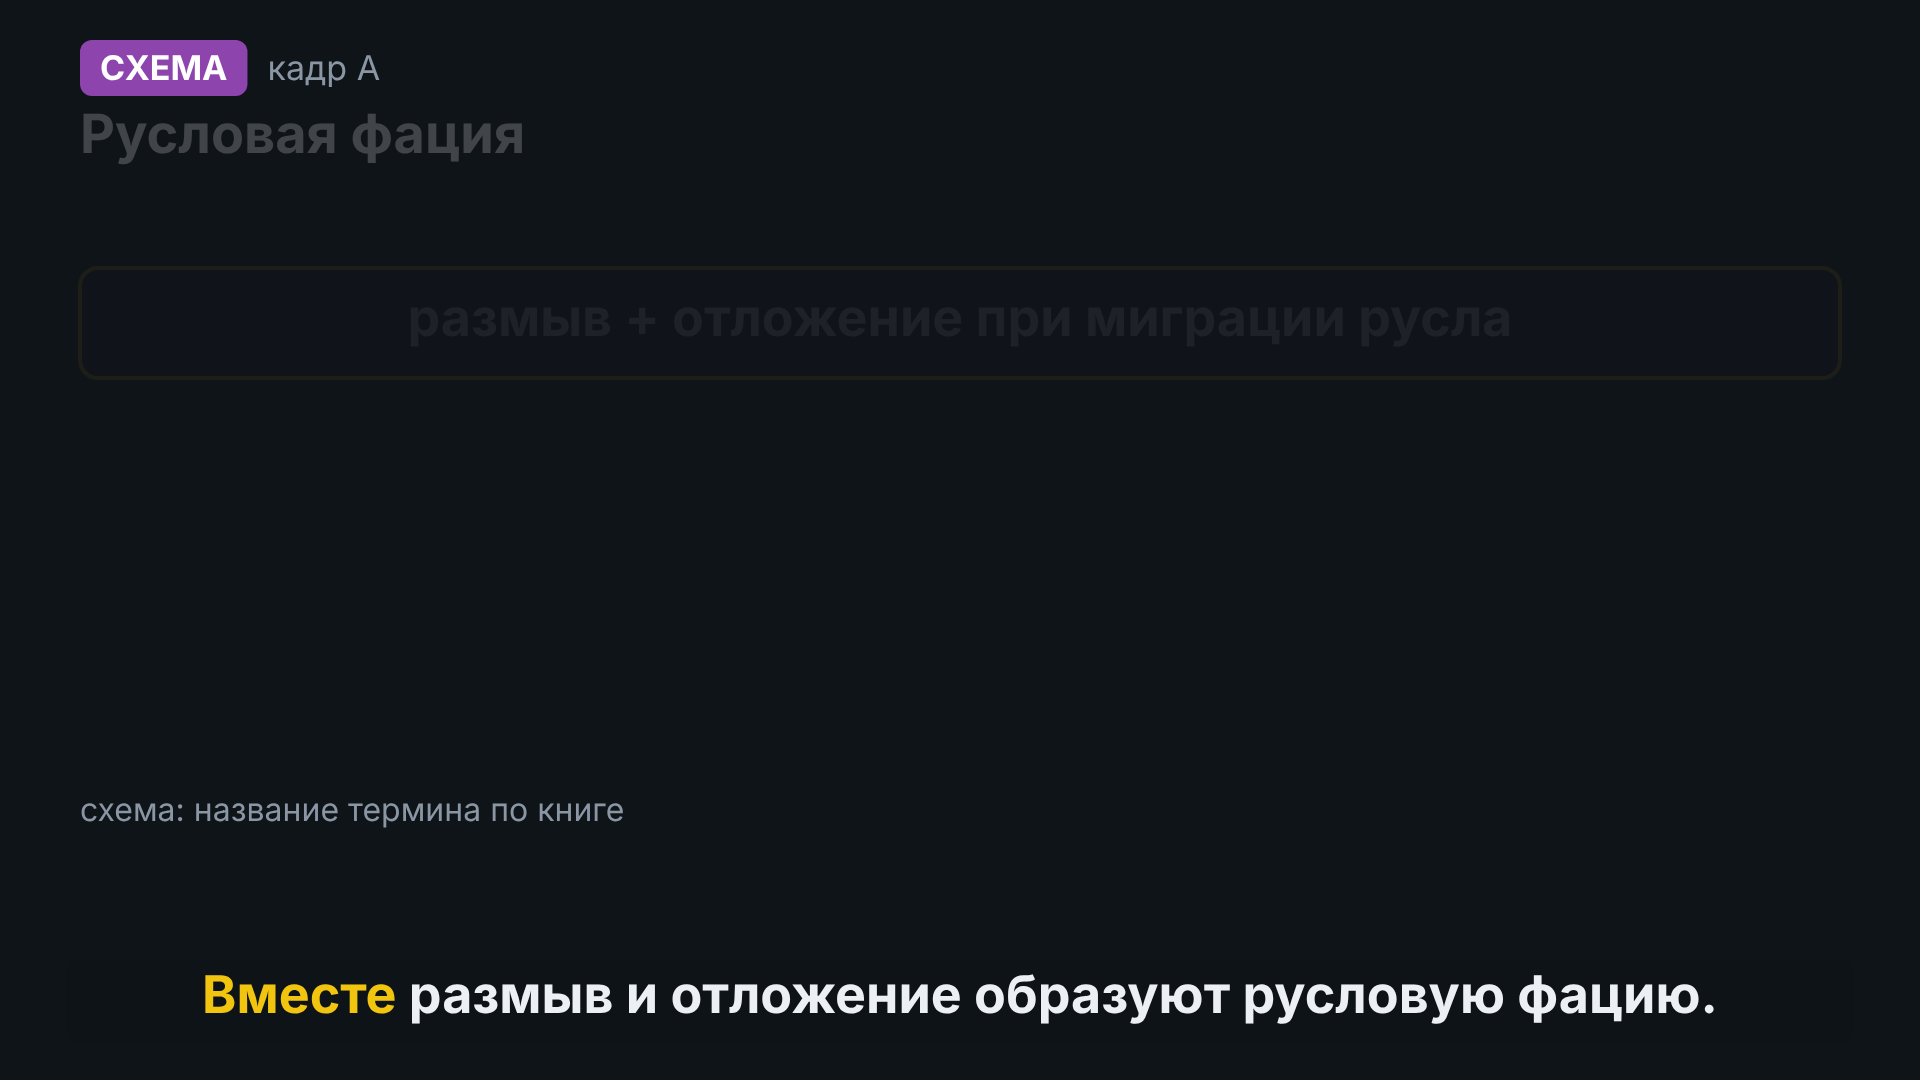 СХЕМА кадр А
Русловая фация
размыв + отложение при миграции русла
схема: название термина по книге
Вместе размыв и отложение образуют русловую фацию.